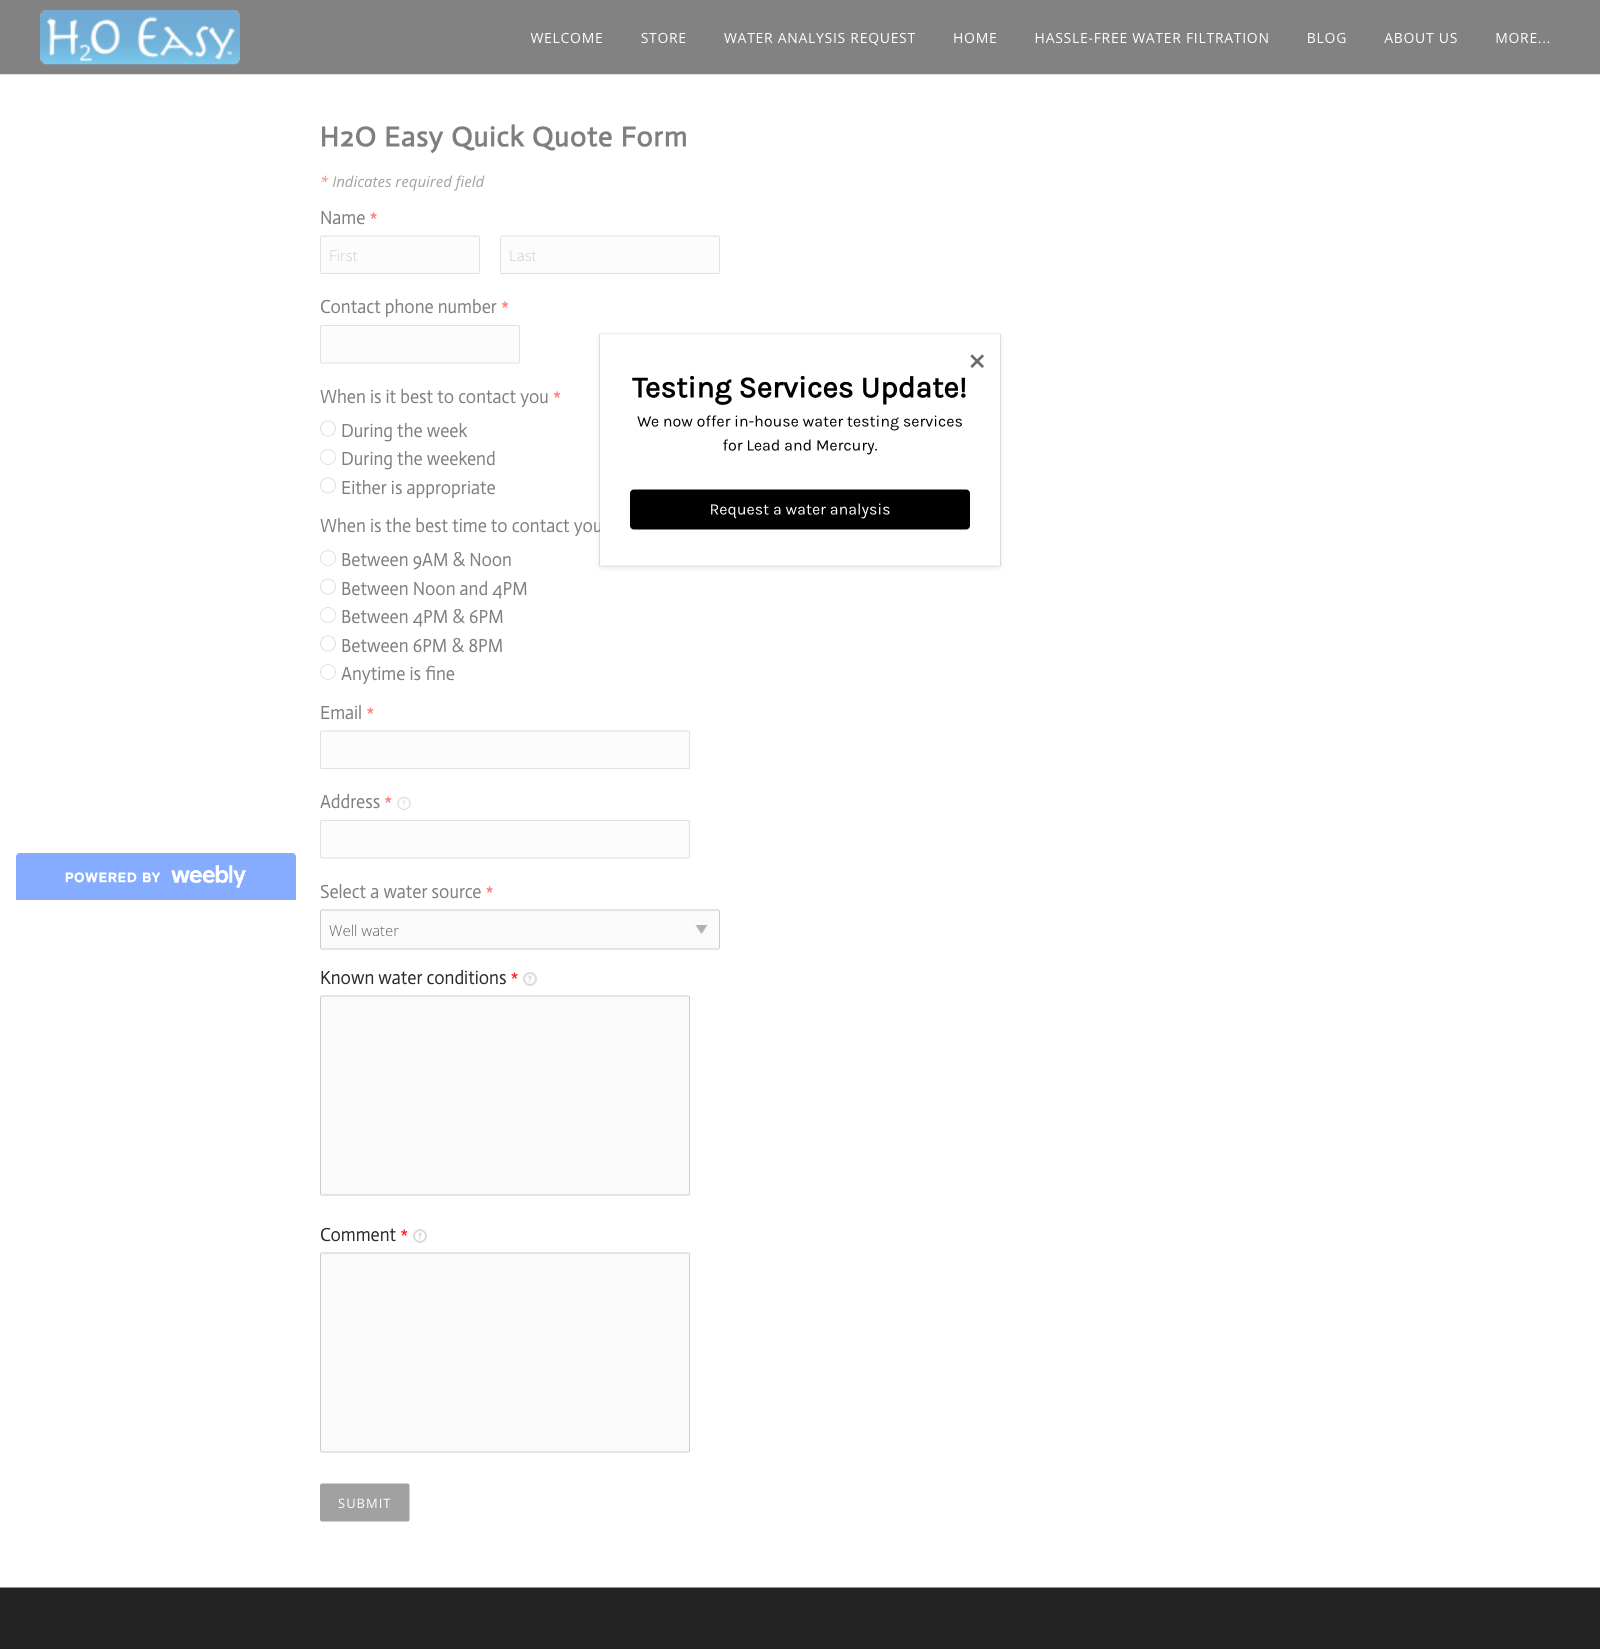 H2O Easy
WELCOME STORE WATER ANALYSIS REQUEST HOME HASSLE-FREE WATER FILTRATION BLOG ABOUT US MORE...
H2O Easy Quick Quote Form
* Indicates required field
Name *
First Last
Contact phone number *
When is it best to contact you *
During the week
During the weekend
Either is appropriate
When is the best time to contact you
Between 9AM & Noon
Between Noon and 4PM
Between 4PM & 6PM
Between 6PM & 8PM
Anytime is fine
Testing Services Update!
We now offer in-house water testing services
for Lead and Mercury.
Request a water analysis
Email *
Address * ?
POWERED BY weebly
Select a water source *
Well water
Known water conditions * ?
Comment * ?
SUBMIT